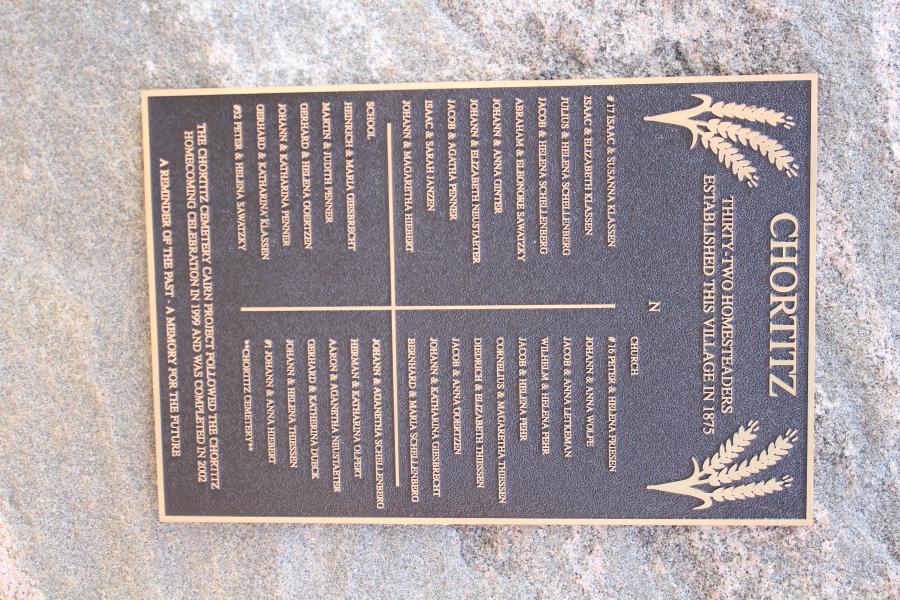 CHORTITZ
THIRTY-TWO HOMESTEADERS
ESTABLISHED THIS VILLAGE IN 1875
N
#17 ISAAC & SUSANNA KLASSEN
ISAAC & ELIZABETH KLASSEN
JULIUS & HELENA SCHELLENBERG
JACOB & HELENA SCHELLENBERG
ABRAHAM & ELEONORE SAWATZKY
JOHANN & ANNA GINTER
JOHANN & ELIZABETH NEUSTAETER
JACOB & AGATHA PENNER
ISAAC & SARAH JANZEN
JOHANN & MAGARETHA HIEBERT
CHURCH
#16 PETER & HELENA FRIESEN
JOHANN & ANNA WOLFE
JACOB & ANNA LETKEMAN
WILHELM & HELENA FEHR
JACOB & HELENA FEHR
CORNELIUS & MARGARETHA THIESSEN
DIEDRICH & ELIZABETH THIESSEN
JACOB & ANNA GOERTZEN
JOHANN & KATHARINA GIESBRECHT
BERNHARD & MARIA SCHELLENBERG
SCHOOL
HEINRICH & MARIA GIESBRECHT
MARTIN & JUDITH PENNER
GERHARD & HELENA GOERTZEN
JOHANN & KATHARINA PENNER
GERHARD & KATHARINA KLASSEN
#32 PETER & HELENA SAWATZKY
JOHANN & AGANETHA SCHELLENBERG
HERMAN & KATHARINA OLFERT
AARON & AGANETHA NUSTAETER
GERHARD & KATHERINA DUECK
JOHANN & HELENA THIESSEN
#1 JOHANN & ANNA HIEBERT
**CHORTITZ CEMETERY**
THE CHORTITZ CEMETERY CAIRN PROJECT FOLLOWED THE CHORTITZ
HOMECOMING CELEBRATION IN 1999 AND WAS COMPLETED IN 2002
A REMINDER OF THE PAST - A MEMORY FOR THE FUTURE